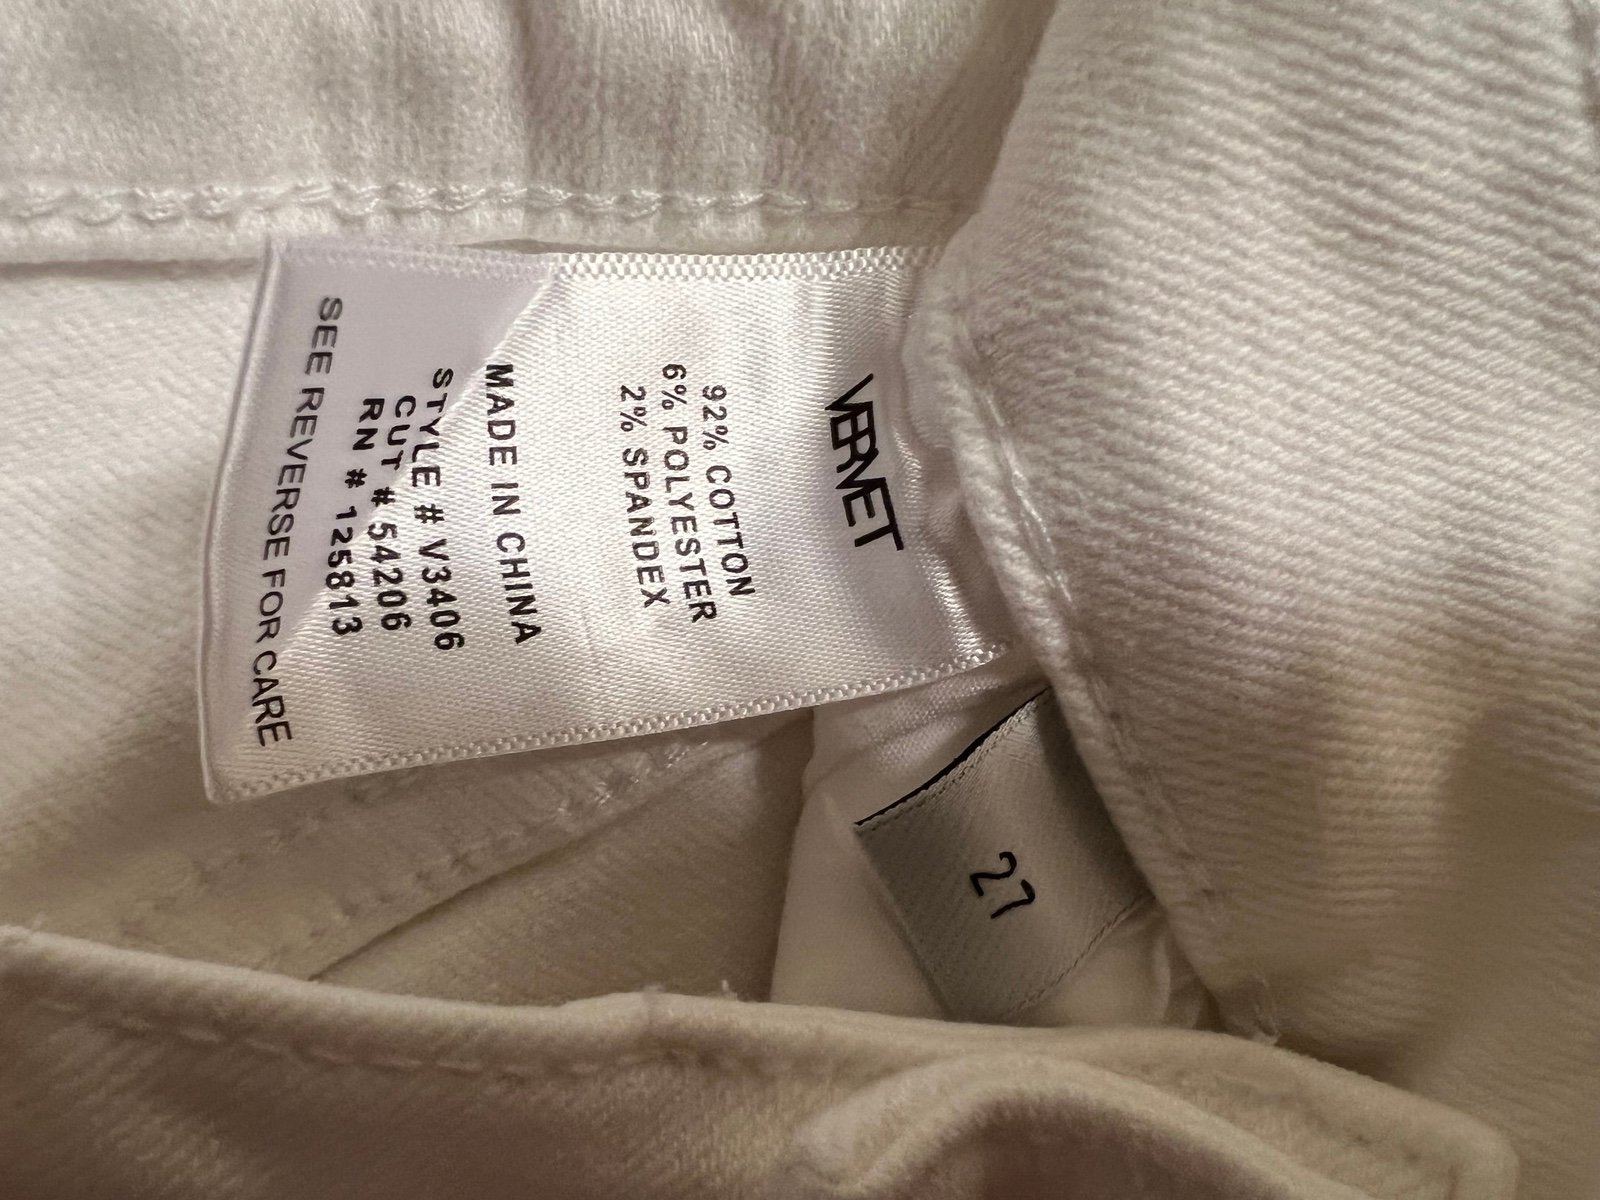 VERVET
92% COTTON
6% POLYESTER
2% SPANDEX
MADE IN CHINA
STYLE # V3406
CUT # 54206
RN # 125813
SEE REVERSE FOR CARE
27